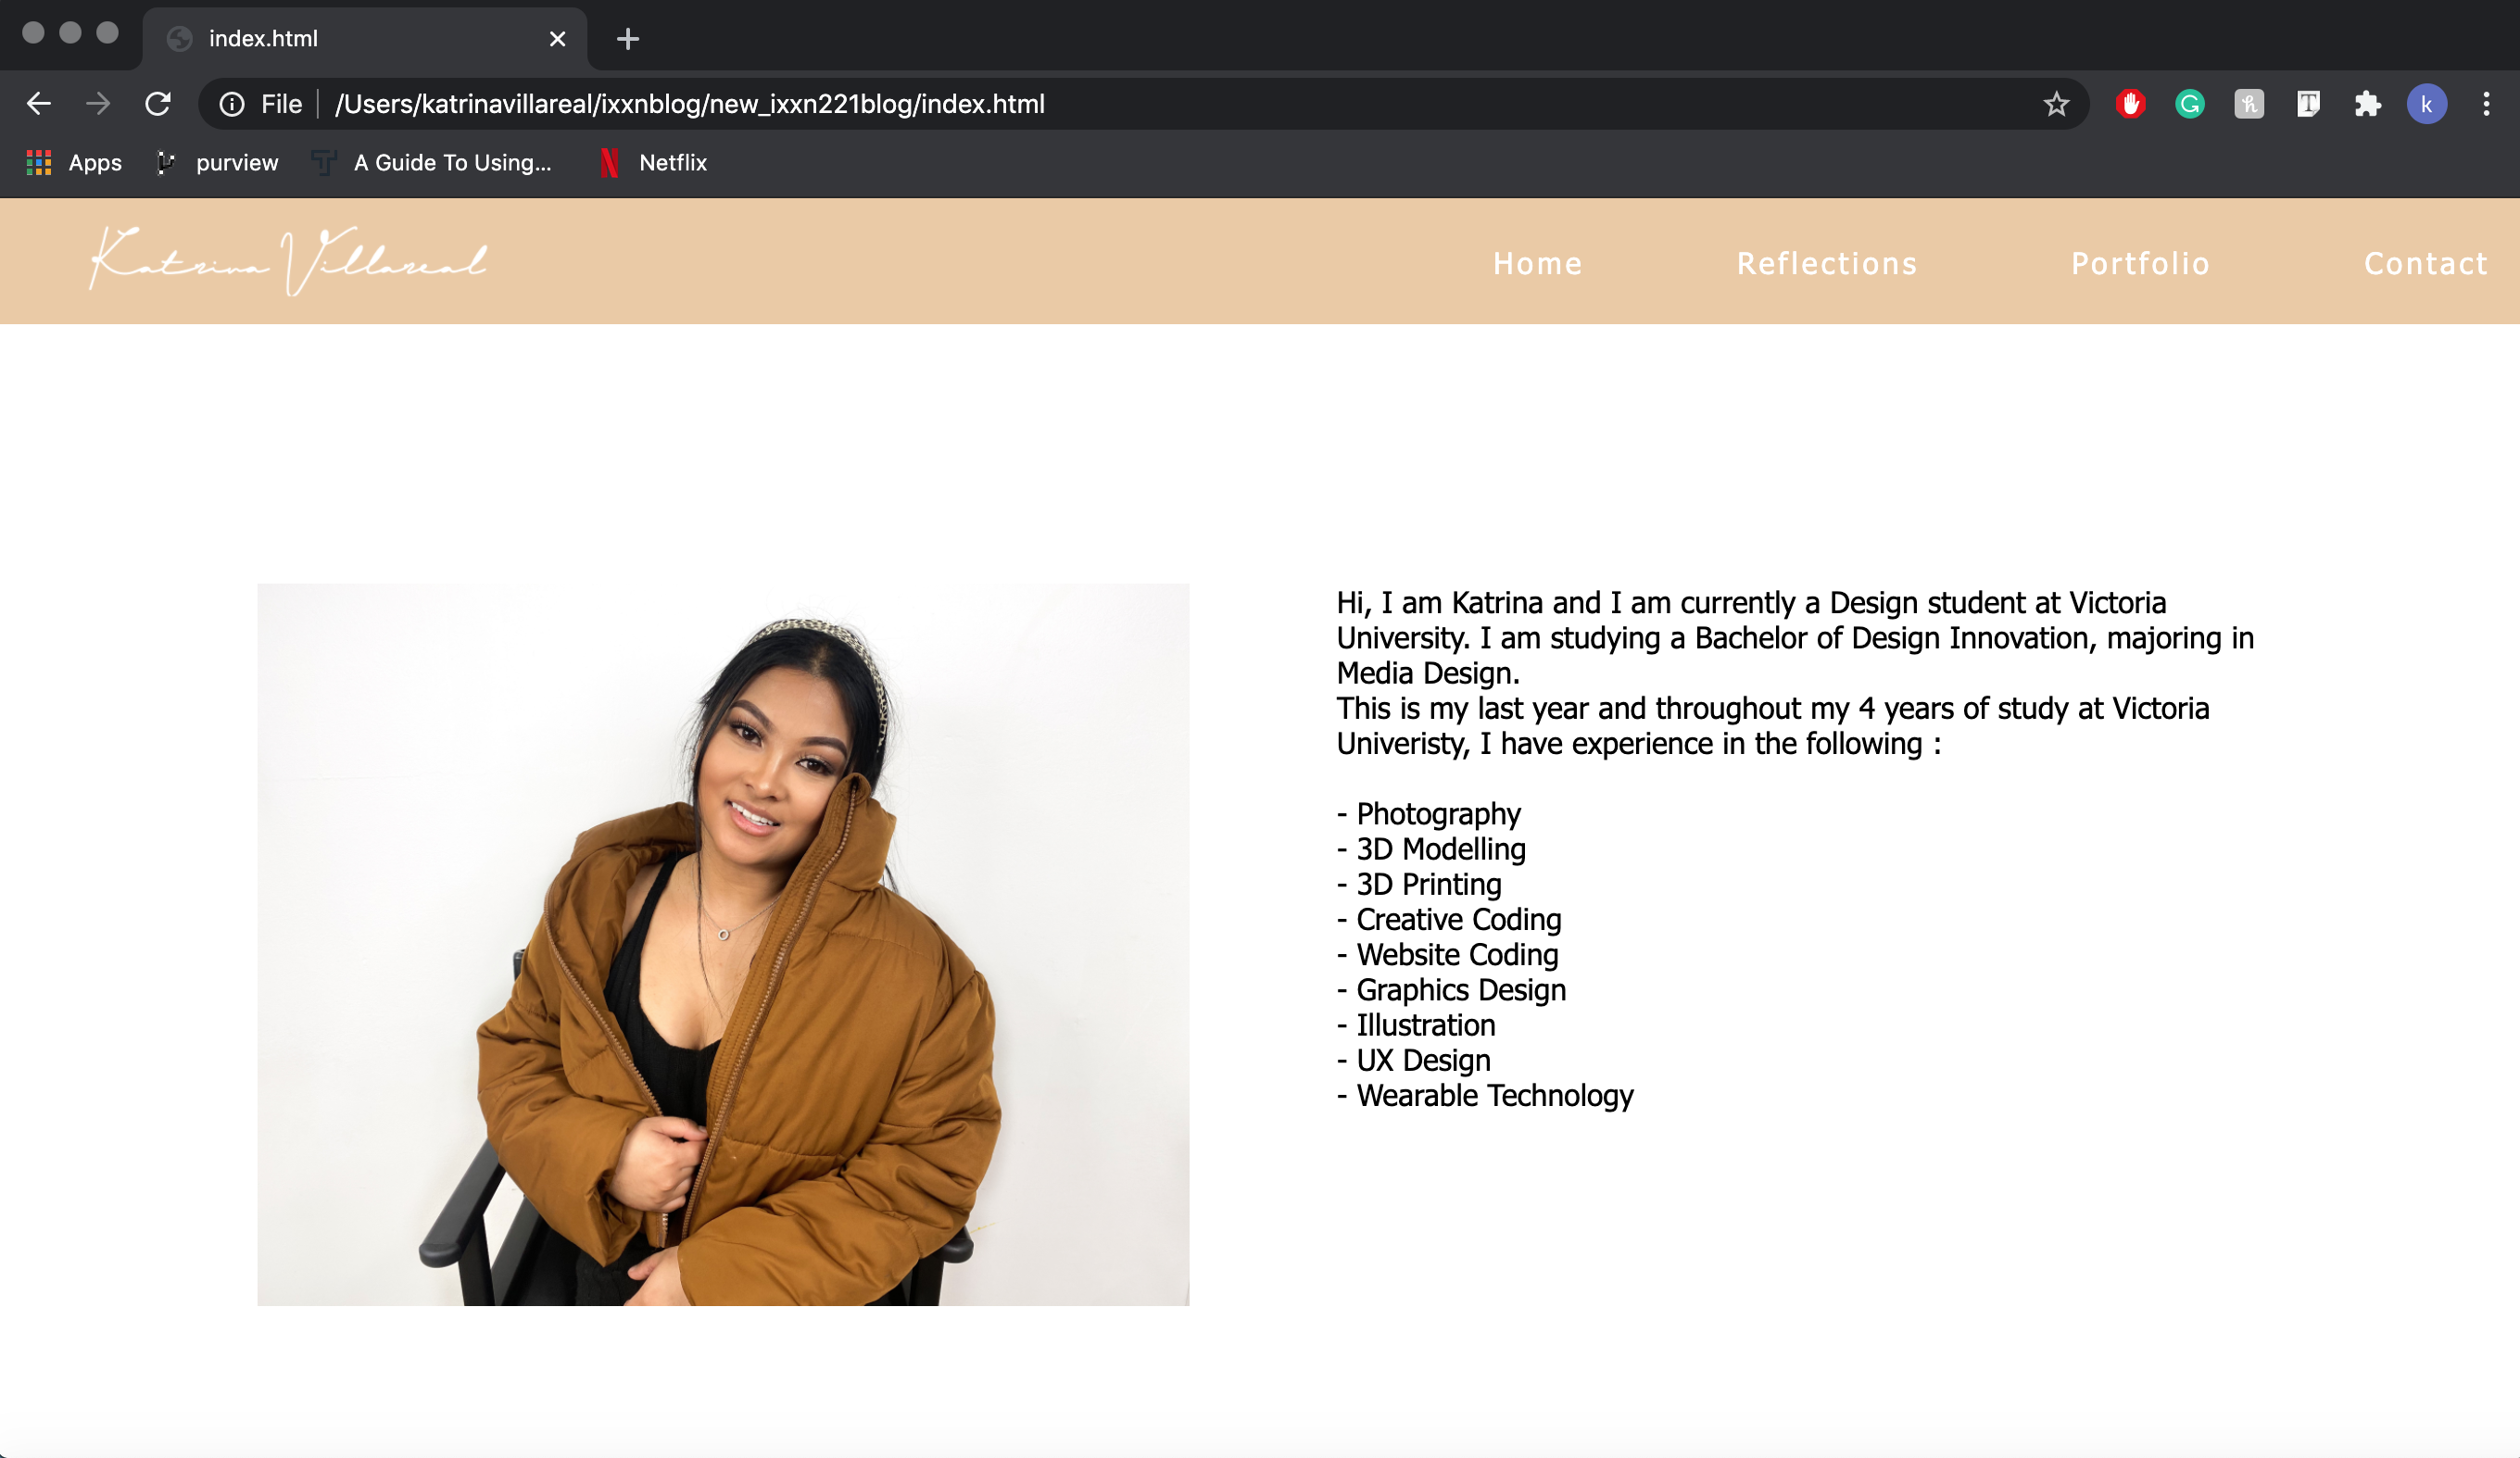 index.html
File /Users/katrinavillareal/ixxnblog/new_ixxn221blog/index.html
k
Apps purview A Guide To Using... Netflix
Katrina Villareal Home Reflections Portfolio Contact
Hi, I am Katrina and I am currently a Design student at Victoria
University. I am studying a Bachelor of Design Innovation, majoring in
Media Design.
This is my last year and throughout my 4 years of study at Victoria
Univeristy, I have experience in the following :
- Photography
- 3D Modelling
- 3D Printing
- Creative Coding
- Website Coding
- Graphics Design
- Illustration
- UX Design
- Wearable Technology